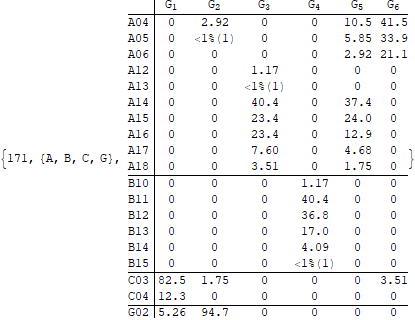 G1 G2 G3 G4 G5 G6
A04 0 2.92 0 0 10.5 41.5
A05 0 <1%(1) 0 0 5.85 33.9
A06 0 0 0 0 2.92 21.1
A12 0 0 1.17 0 0 0
A13 0 0 <1%(1) 0 0 0
A14 0 0 40.4 0 37.4 0
A15 0 0 23.4 0 24.0 0
A16 0 0 23.4 0 12.9 0
A17 0 0 7.60 0 4.68 0
{171, {A, B, C, G}, }
A18 0 0 3.51 0 1.75 0
B10 0 0 0 1.17 0 0
B11 0 0 0 40.4 0 0
B12 0 0 0 36.8 0 0
B13 0 0 0 17.0 0 0
B14 0 0 0 4.09 0 0
B15 0 0 0 <1%(1) 0 0
C03 82.5 1.75 0 0 0 3.51
C04 12.3 0 0 0 0 0
G02 5.26 94.7 0 0 0 0